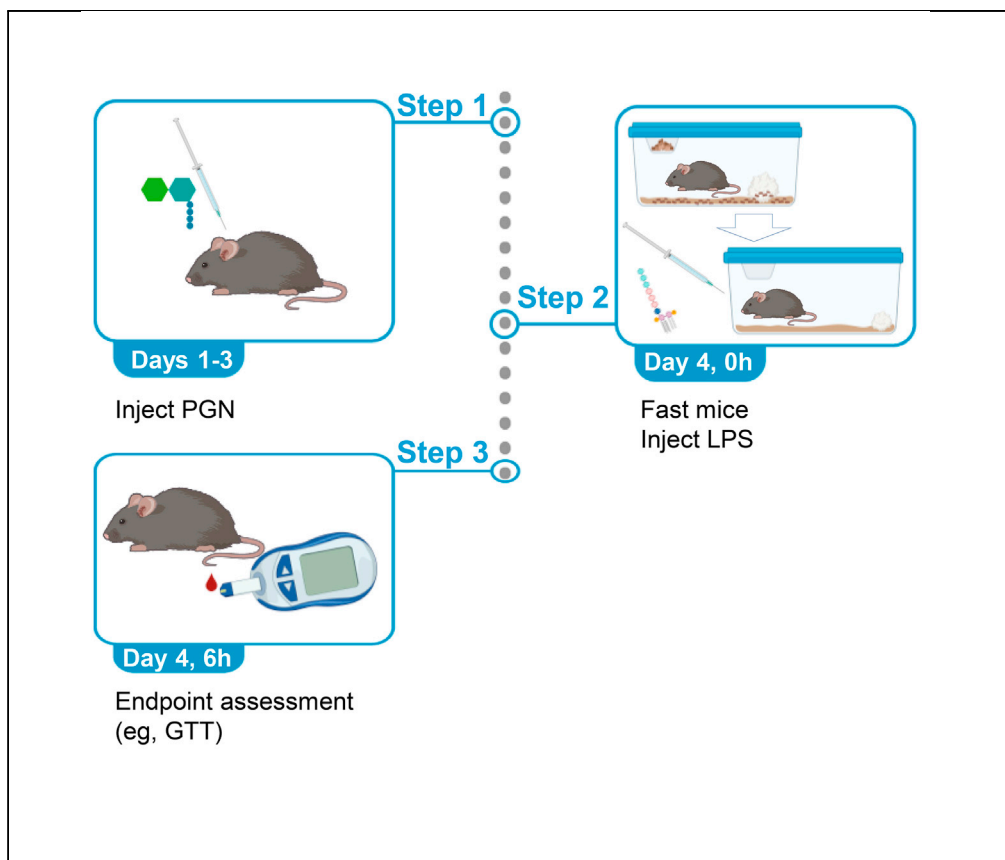 Step 1
Days 1-3
Inject PGN
Step 2
Day 4, 0h
Fast mice
Inject LPS
Step 3
Day 4, 6h
Endpoint assessment
(eg, GTT)